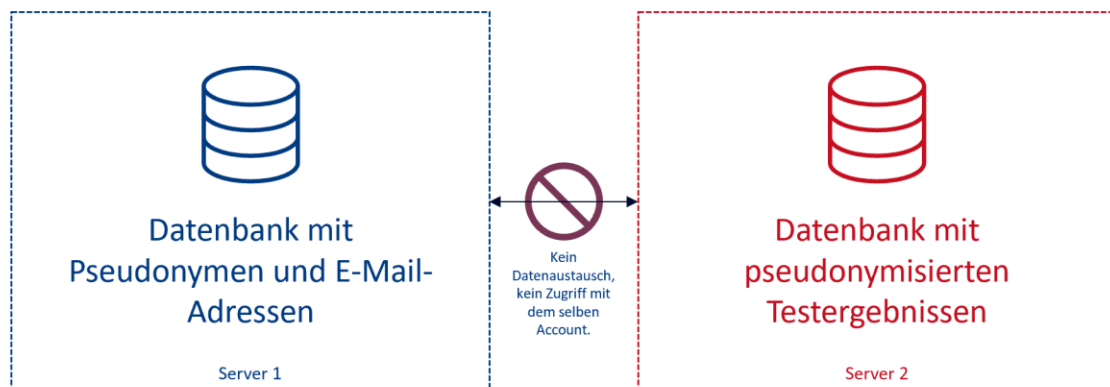 Datenbank mit
Pseudonymen und E-Mail-
Adressen
Server 1
Kein
Datenaustausch,
kein Zugriff mit
dem selben
Account.
Datenbank mit
pseudonymisierten
Testergebnissen
Server 2